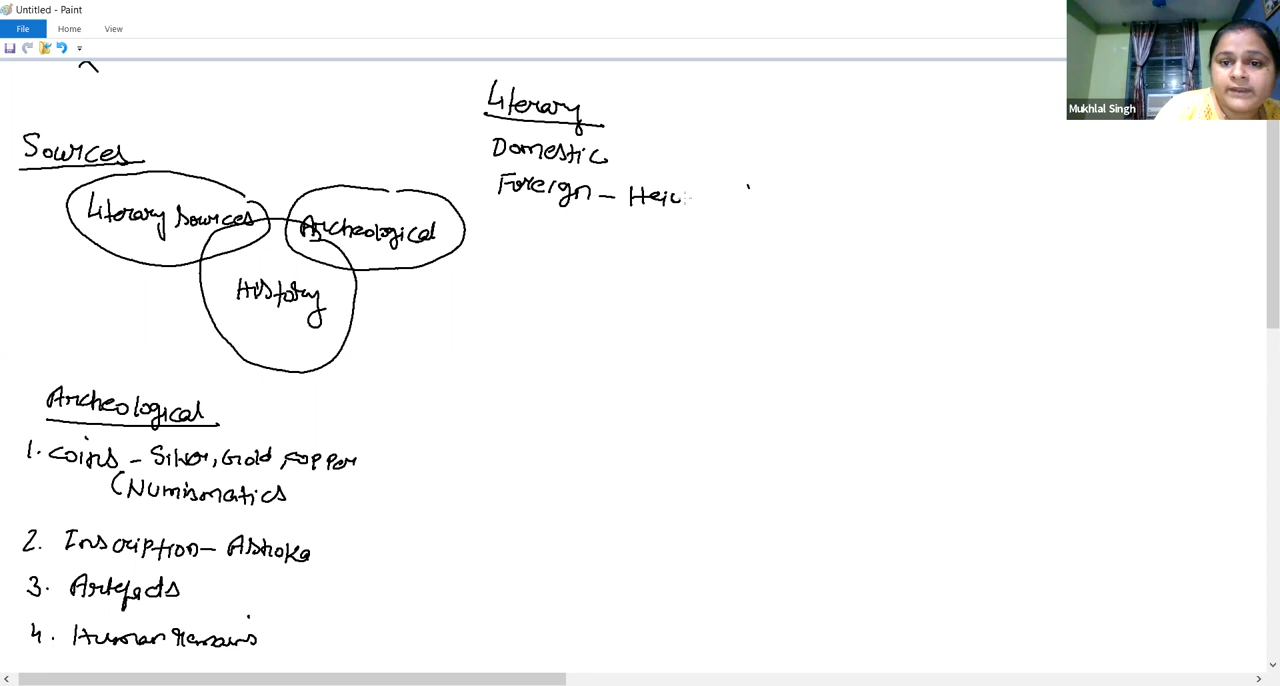 Untitled - Paint
File Home View
Mukhlal Singh
Sources
Literary Sources
Archeological
History
Archeological
1. Coins - Silver, Gold, Copper
(Numismatics
2. Inscription - Ashoka
3. Artefacts
4. Human Remains
Literary
Domestic
Foreign -